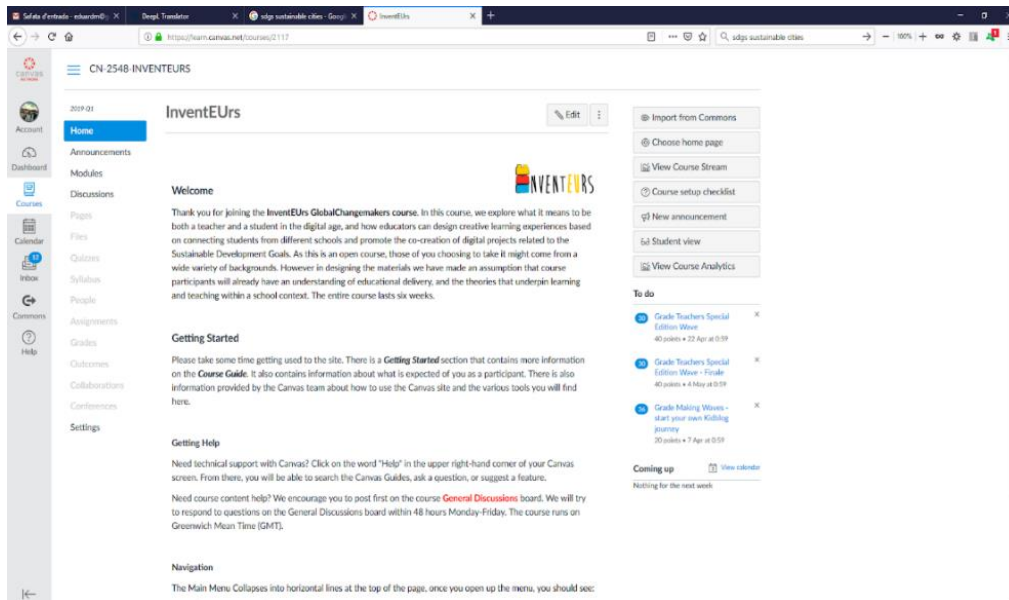 Safata d'entrada - eduardm@
DeepL Translator
sdgs sustainable cities - Googl
InventEUrs
https://learn.canvas.net/courses/2117
100%
sdgs sustainable cities
canvas
NETWORK
CN-2548-INVENTEURS
Account
Dashboard
Courses
Calendar
12
Inbox
Commons
Help
2019-Q1
Home
Announcements
Modules
Discussions
Pages
Files
Quizzes
Syllabus
People
Assignments
Grades
Outcomes
Collaborations
Conferences
Settings
InventEUrs
Edit
INVENTEURS
Welcome
Thank you for joining the InventEUrs GlobalChangemakers course. In this course, we explore what it means to be
both a teacher and a student in the digital age, and how educators can design creative learning experiences based
on connecting students from different schools and promote the co-creation of digital projects related to the
Sustainable Development Goals. As this is an open course, those of you choosing to take it might come from a
wide variety of backgrounds. However in designing the materials we have made an assumption that course
participants will already have an understanding of educational delivery, and the theories that underpin learning
and teaching within a school context. The entire course lasts six weeks.
Getting Started
Please take some time getting used to the site. There is a Getting Started section that contains more information
on the Course Guide. It also contains information about what is expected of you as a participant. There is also
information provided by the Canvas team about how to use the Canvas site and the various tools you will find
here.
Getting Help
Need technical support with Canvas? Click on the word "Help" in the upper right-hand corner of your Canvas
screen. From there, you will be able to search the Canvas Guides, ask a question, or suggest a feature.
Need course content help? We encourage you to post first on the course General Discussions board. We will try
to respond to questions on the General Discussions board within 48 hours Monday-Friday. The course runs on
Greenwich Mean Time (GMT).
Navigation
The Main Menu Collapses into horizontal lines at the top of the page, once you open up the menu, you should see:
Import from Commons
Choose home page
View Course Stream
Course setup checklist
New announcement
Student view
View Course Analytics
To do
30
Grade Teachers Special
Edition Wave
40 points • 22 Apr at 0:59
30
Grade Teachers Special
Edition Wave - Finale
40 points • 4 May at 0:59
Grade Making Waves -
start your own Kidblog
journey
20 points • 7 Apr at 0:59
Coming up
View calendar
Nothing for the next week